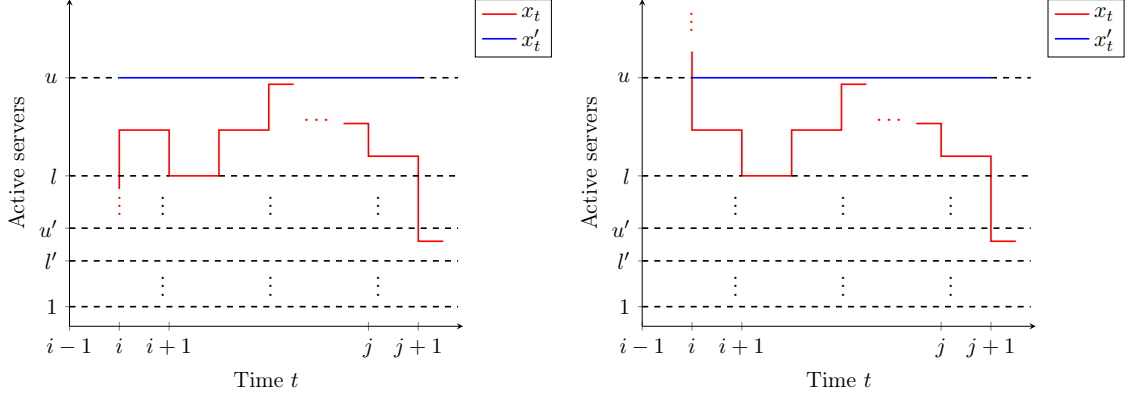 x_t
x′_t
u
l
u′
l′
1
Active servers
i − 1
i
i + 1
j
j + 1
Time t
x_t
x′_t
u
l
u′
l′
1
Active servers
i − 1
i
i + 1
j
j + 1
Time t